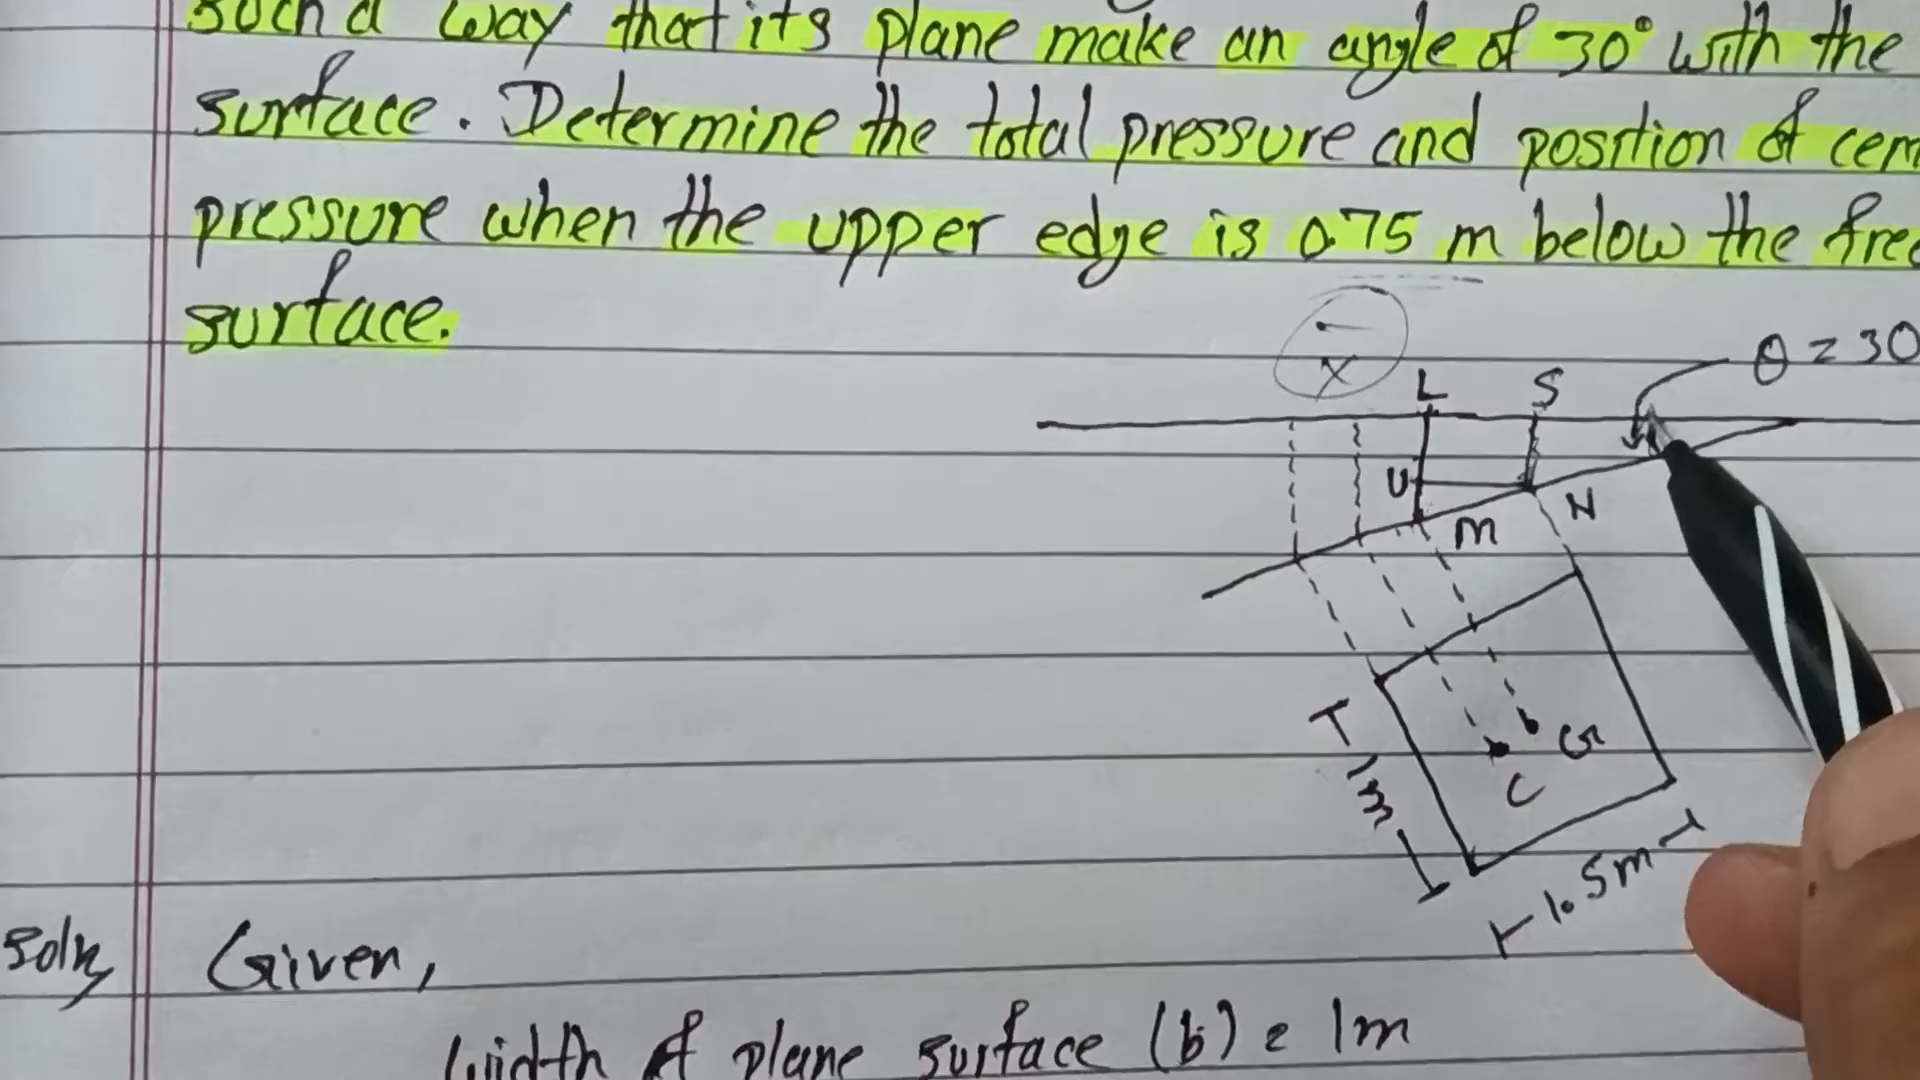 such a way that its plane make an angle of 30° with the
surface. Determine the total pressure and position of
pressure when the upper edge is 0.75 m below the free
surface.
x
L
S
θ = 30
U
m
N
G
C
1m
1.5m
Soln
Given,
Width of plane surface (b) = 1m